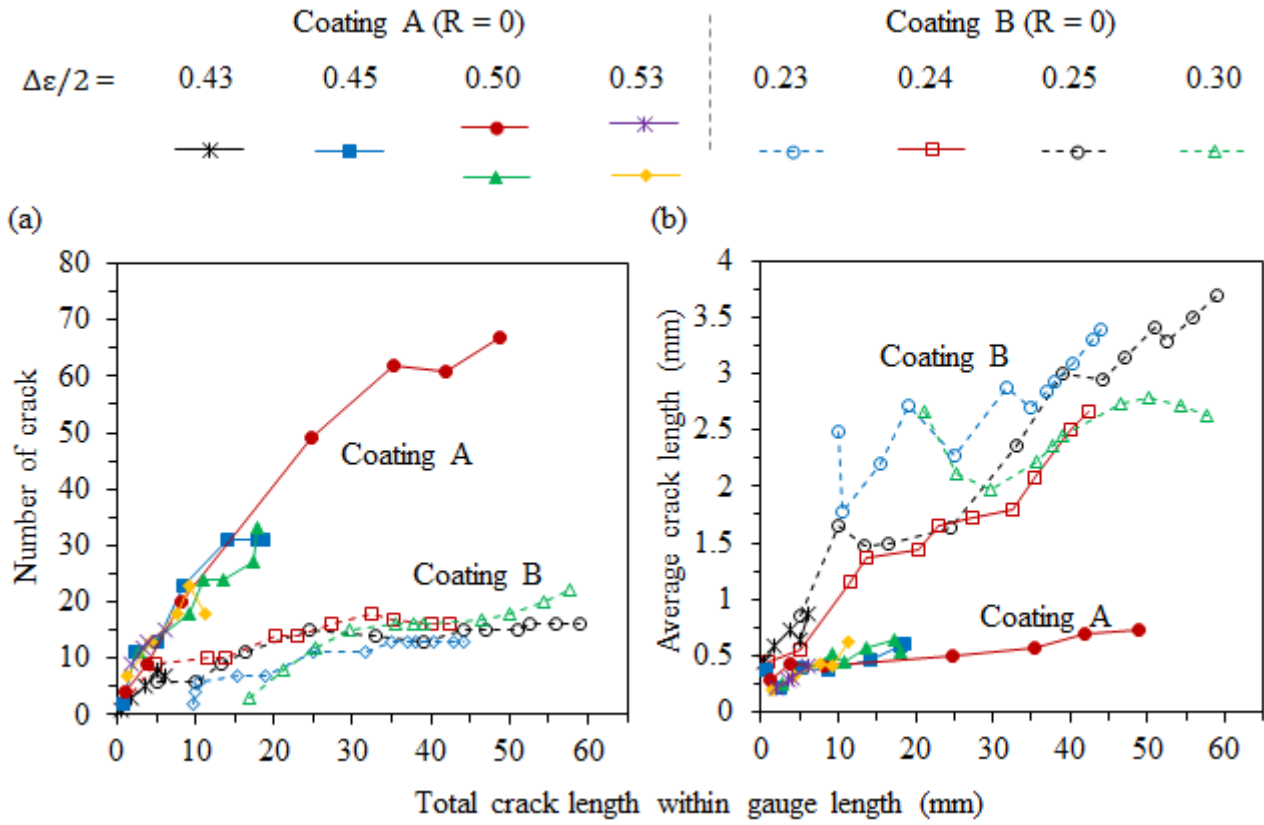 Coating A (R = 0) Coating B (R = 0)
Δε/2 = 0.43 0.45 0.50 0.53 0.23 0.24 0.25 0.30
(a) (b)
80
70
60
50
40
30
20
10
0
Number of crack
Coating A
Coating B
0 10 20 30 40 50 60
4
3.5
3
2.5
2
1.5
1
0.5
0
Average crack length (mm)
Coating B
Coating A
0 10 20 30 40 50 60
Total crack length within gauge length (mm)